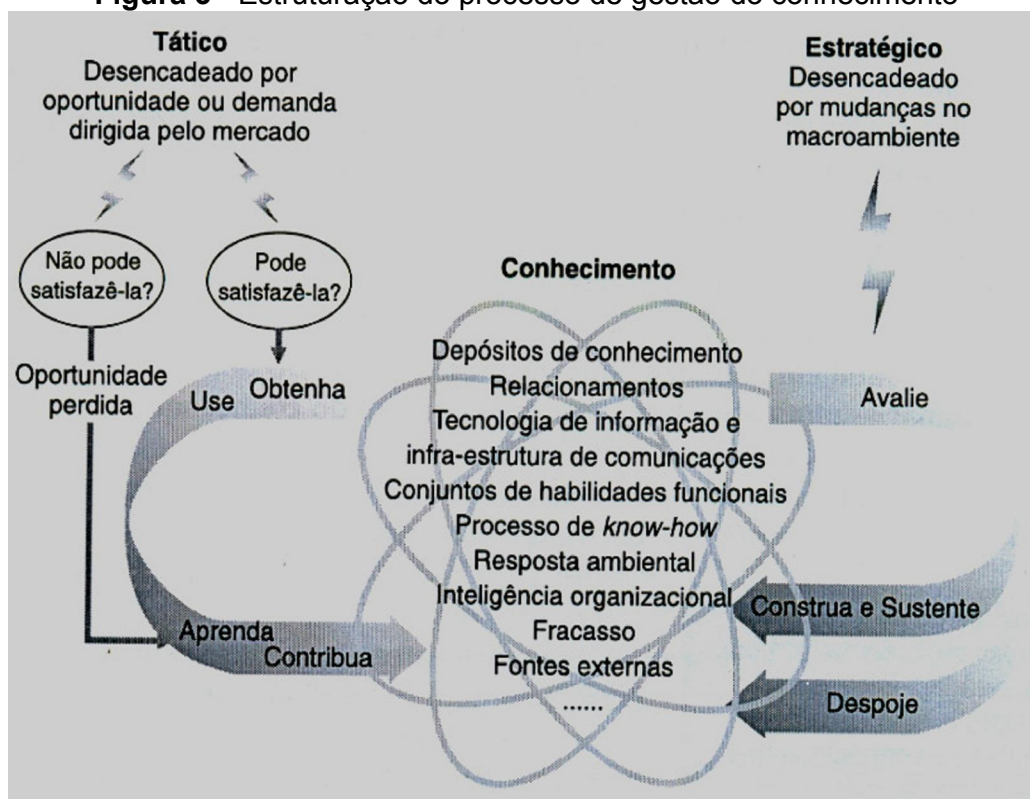 Tático
Desencadeado por
oportunidade ou demanda
dirigida pelo mercado
Não pode
satisfazê-la?
Pode
satisfazê-la?
Oportunidade
perdida
Use
Obtenha
Aprenda
Contribua
Conhecimento
Depósitos de conhecimento
Relacionamentos
Tecnologia de informação e
infra-estrutura de comunicações
Conjuntos de habilidades funcionais
Processo de know-how
Resposta ambiental
Inteligência organizacional
Fracasso
Fontes externas
......
Estratégico
Desencadeado
por mudanças no
macroambiente
Avalie
Construa e Sustente
Despoje